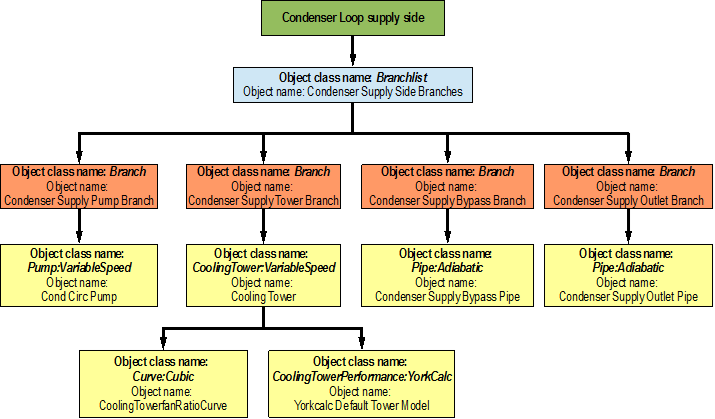 Condenser Loop supply side
Object class name: Branchlist
Object name: Condenser Supply Side Branches
Object class name: Branch
Object name:
Condenser Supply Pump Branch
Object class name: Branch
Object name:
Condenser Supply Tower Branch
Object class name: Branch
Object name:
Condenser Supply Bypass Branch
Object class name: Branch
Object name:
Condenser Supply Outlet Branch
Object class name:
Pump:VariableSpeed
Object name:
Cond Circ Pump
Object class name:
CoolingTower:VariableSpeed
Object name:
Cooling Tower
Object class name:
Pipe:Adiabatic
Object name:
Condenser Supply Bypass Pipe
Object class name:
Pipe:Adiabatic
Object name:
Condenser Supply Outlet Pipe
Object class name:
Curve:Cubic
Object name:
CoolingTowerfanRatioCurve
Object class name:
CoolingTowerPerformance:YorkCalc
Object name:
Yorkcalc Default Tower Model